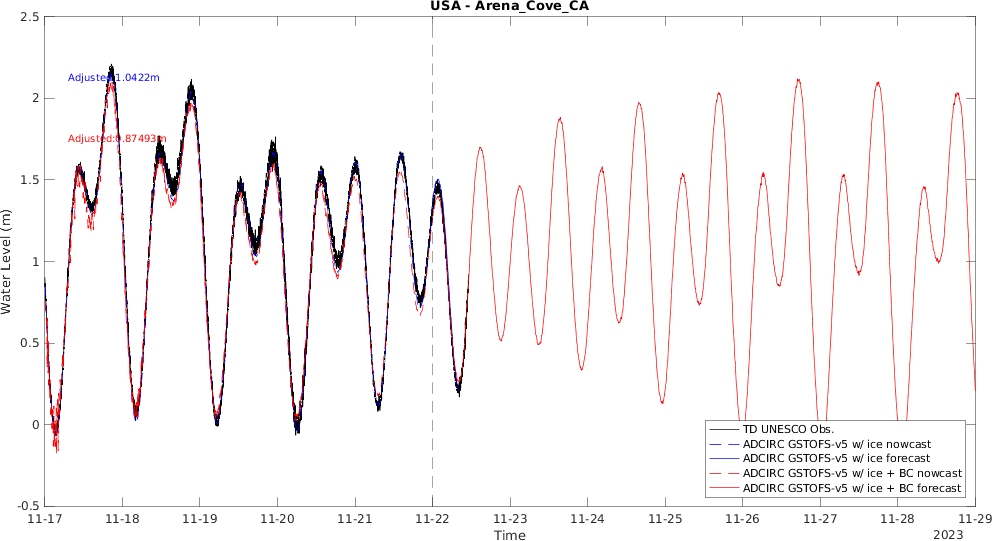 USA - Arena_Cove_CA
Water Level (m)
2.5
2
1.5
1
0.5
0
-0.5
Adjusted:1.0422m
Adjusted:0.87493m
TD UNESCO Obs.
ADCIRC GSTOFS-v5 w/ ice nowcast
ADCIRC GSTOFS-v5 w/ ice forecast
ADCIRC GSTOFS-v5 w/ ice + BC nowcast
ADCIRC GSTOFS-v5 w/ ice + BC forecast
11-17 11-18 11-19 11-20 11-21 11-22 11-23 11-24 11-25 11-26 11-27 11-28 11-29
Time
2023